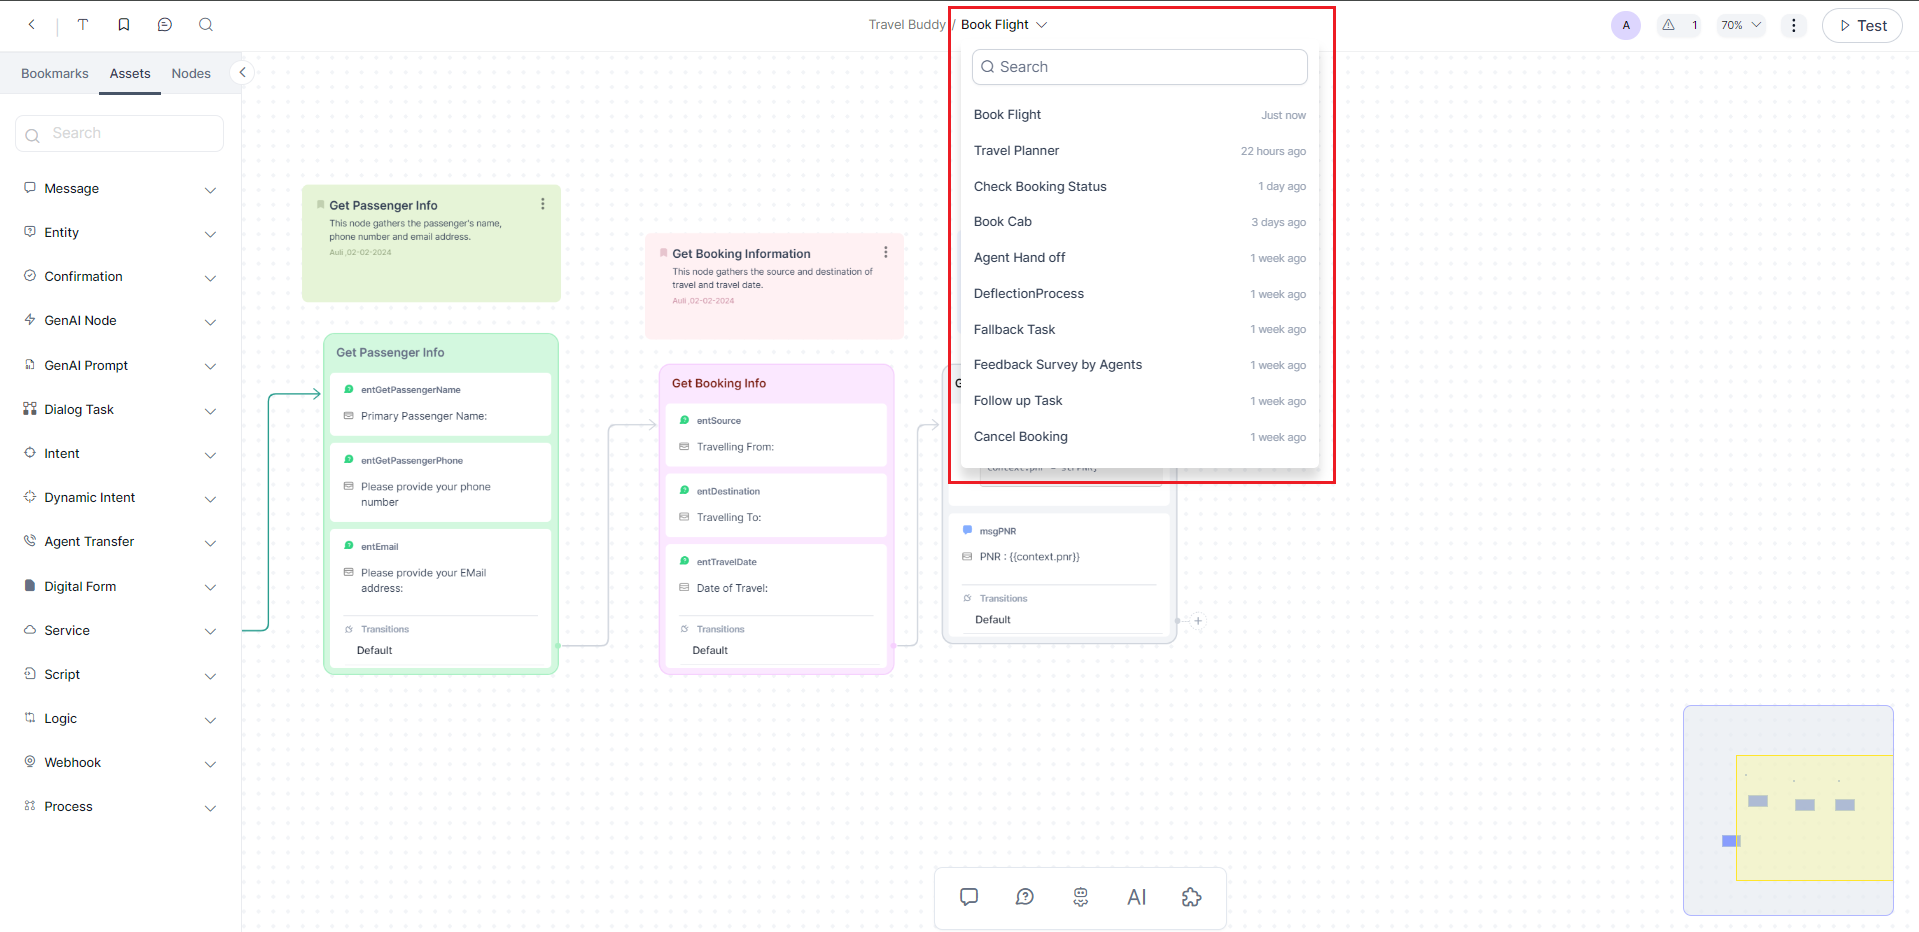 Travel Buddy / Book Flight
A
1
70%
Test
Bookmarks
Assets
Nodes
Search
Message
Entity
Confirmation
GenAI Node
GenAI Prompt
Dialog Task
Intent
Dynamic Intent
Agent Transfer
Digital Form
Service
Script
Logic
Webhook
Process
Get Passenger Info
This node gathers the passenger's name,
phone number and email address.
Auli ,02-02-2024
Get Passenger Info
entGetPassengerName
Primary Passenger Name:
entGetPassengerPhone
Please provide your phone
number
entEmail
Please provide your EMail
address:
Transitions
Default
Get Booking Information
This node gathers the source and destination of
travel and travel date.
Auli ,02-02-2024
Get Booking Info
entSource
Travelling From:
entDestination
Travelling To:
entTravelDate
Date of Travel:
Transitions
Default
Search
Book Flight Just now
Travel Planner 22 hours ago
Check Booking Status 1 day ago
Book Cab 3 days ago
Agent Hand off 1 week ago
DeflectionProcess 1 week ago
Fallback Task 1 week ago
Feedback Survey by Agents 1 week ago
Follow up Task 1 week ago
Cancel Booking 1 week ago
msgPNR
PNR : {{context.pnr}}
Transitions
Default
AI